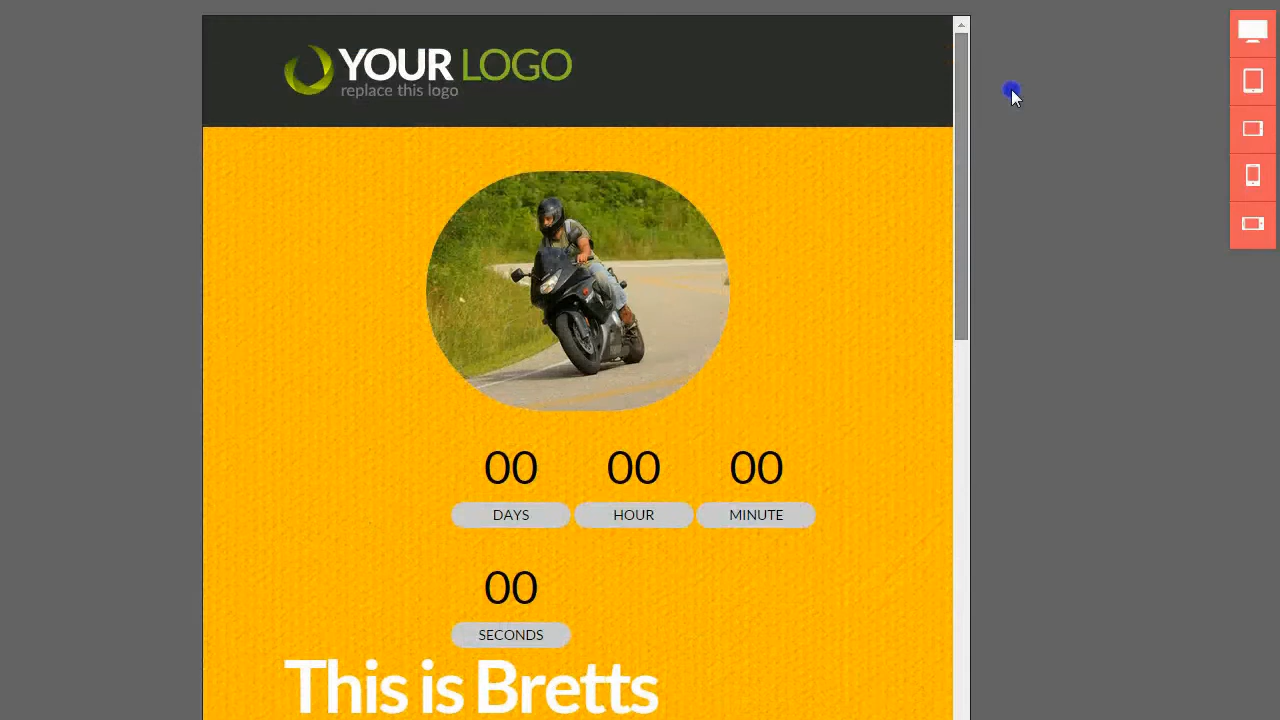 YOUR LOGO
replace this logo
00 00 00
DAYS HOUR MINUTE
00
SECONDS
This is Bretts